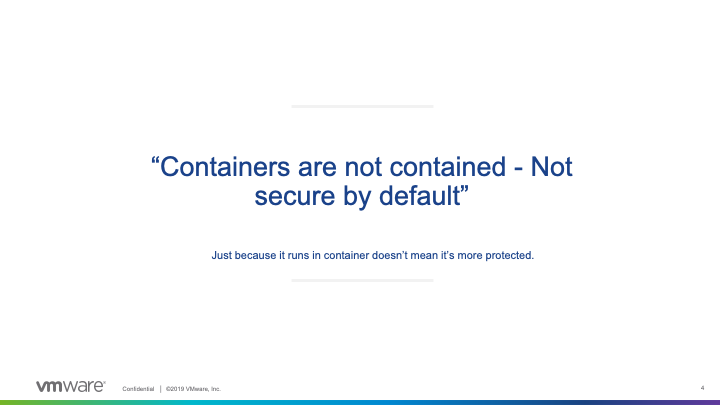 “Containers are not contained - Not
secure by default”
Just because it runs in container doesn’t mean it’s more protected.
vmware®
Confidential | ©2019 VMware, Inc.
4